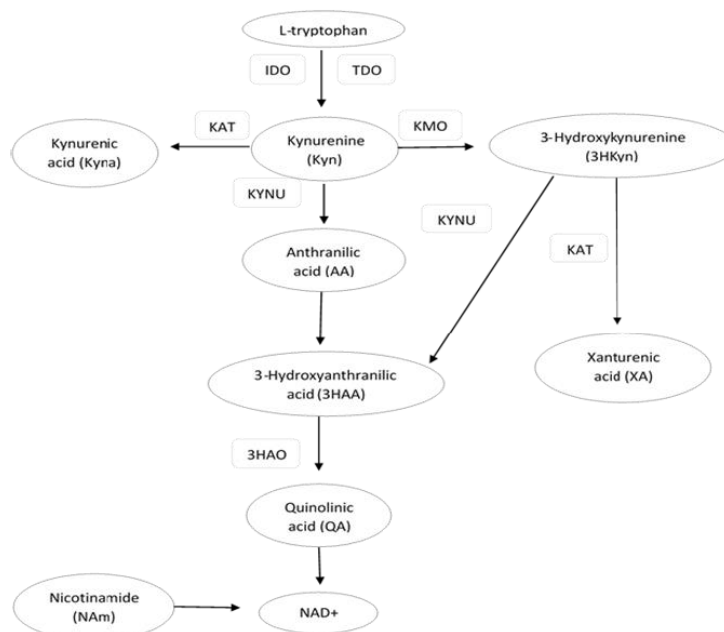 L-tryptophan
IDO
TDO
KAT
KMO
Kynurenic
acid (Kyna)
Kynurenine
(Kyn)
3-Hydroxykynurenine
(3HKyn)
KYNU
KYNU
KAT
Anthranilic
acid (AA)
3-Hydroxyanthranilic
acid (3HAA)
Xanturenic
acid (XA)
3HAO
Quinolinic
acid (QA)
Nicotinamide
(NAm)
NAD+